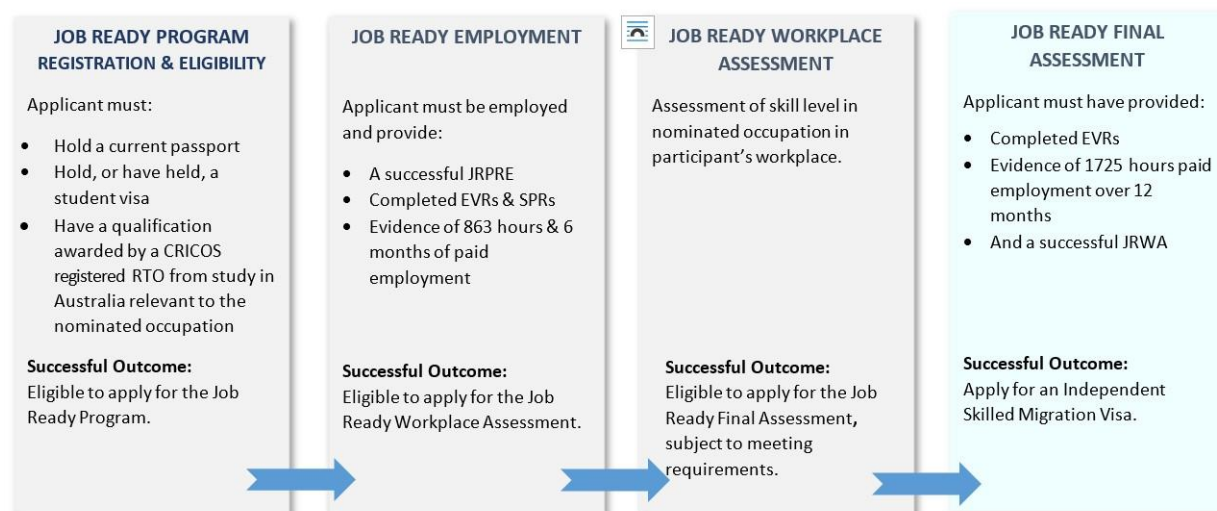 JOB READY PROGRAM
REGISTRATION & ELIGIBILITY
Applicant must:
• Hold a current passport
• Hold, or have held, a
student visa
• Have a qualification
awarded by a CRICOS
registered RTO from study in
Australia relevant to the
nominated occupation
Successful Outcome:
Eligible to apply for the Job
Ready Program.
JOB READY EMPLOYMENT
Applicant must be employed
and provide:
• A successful JRPRE
• Completed EVRs & SPRs
• Evidence of 863 hours & 6
months of paid
employment
Successful Outcome:
Eligible to apply for the Job
Ready Workplace Assessment.
JOB READY WORKPLACE
ASSESSMENT
Assessment of skill level in
nominated occupation in
participant’s workplace.
Successful Outcome:
Eligible to apply for the Job
Ready Final Assessment,
subject to meeting
requirements.
JOB READY FINAL
ASSESSMENT
Applicant must have provided:
• Completed EVRs
• Evidence of 1725 hours paid
employment over 12
months
• And a successful JRWA
Successful Outcome:
Apply for an Independent
Skilled Migration Visa.